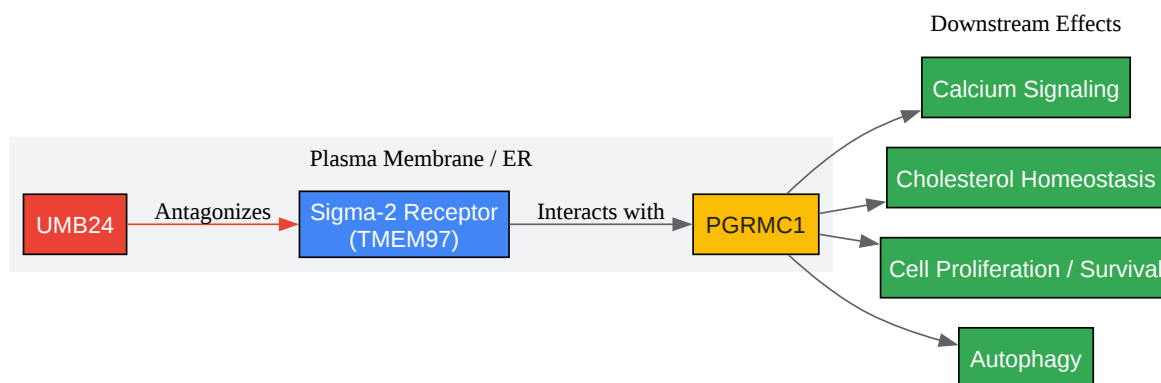 Downstream Effects
Calcium Signaling
Plasma Membrane / ER
Cholesterol Homeostasis
UMB24
Antagonizes
Sigma-2 Receptor
(TMEM97)
Interacts with
PGRMC1
Cell Proliferation / Survival
Autophagy